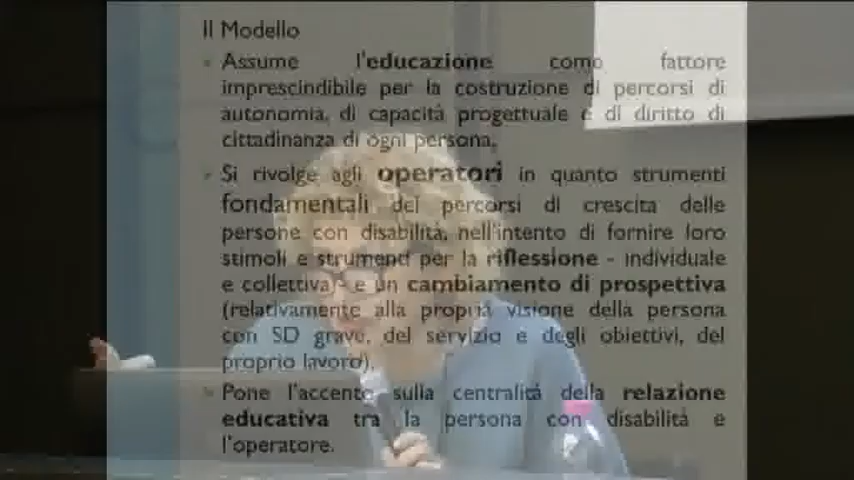 Il Modello
Assume l'educazione como fattore
imprescindibile per la costruzione di percorsi di
autonomia, di capacità progettuale e di diritto di
cittadinanza di ogni persona.
Si rivolge agli operatori in quanto strumenti
fondamentali dei percorsi di crescita delle
persone con disabilità, nell'intento di fornire loro
stimoli e strumenti per la riflessione - individuale
e collettiva) - e un cambiamento di prospettiva
(relativamente alla propria visione della persona
con SD grave, del servizio e degli obiettivi, del
proprio lavoro).
Pone l'accento sulla centralità della relazione
educativa tra la persona con disabilità e
l'operatore.